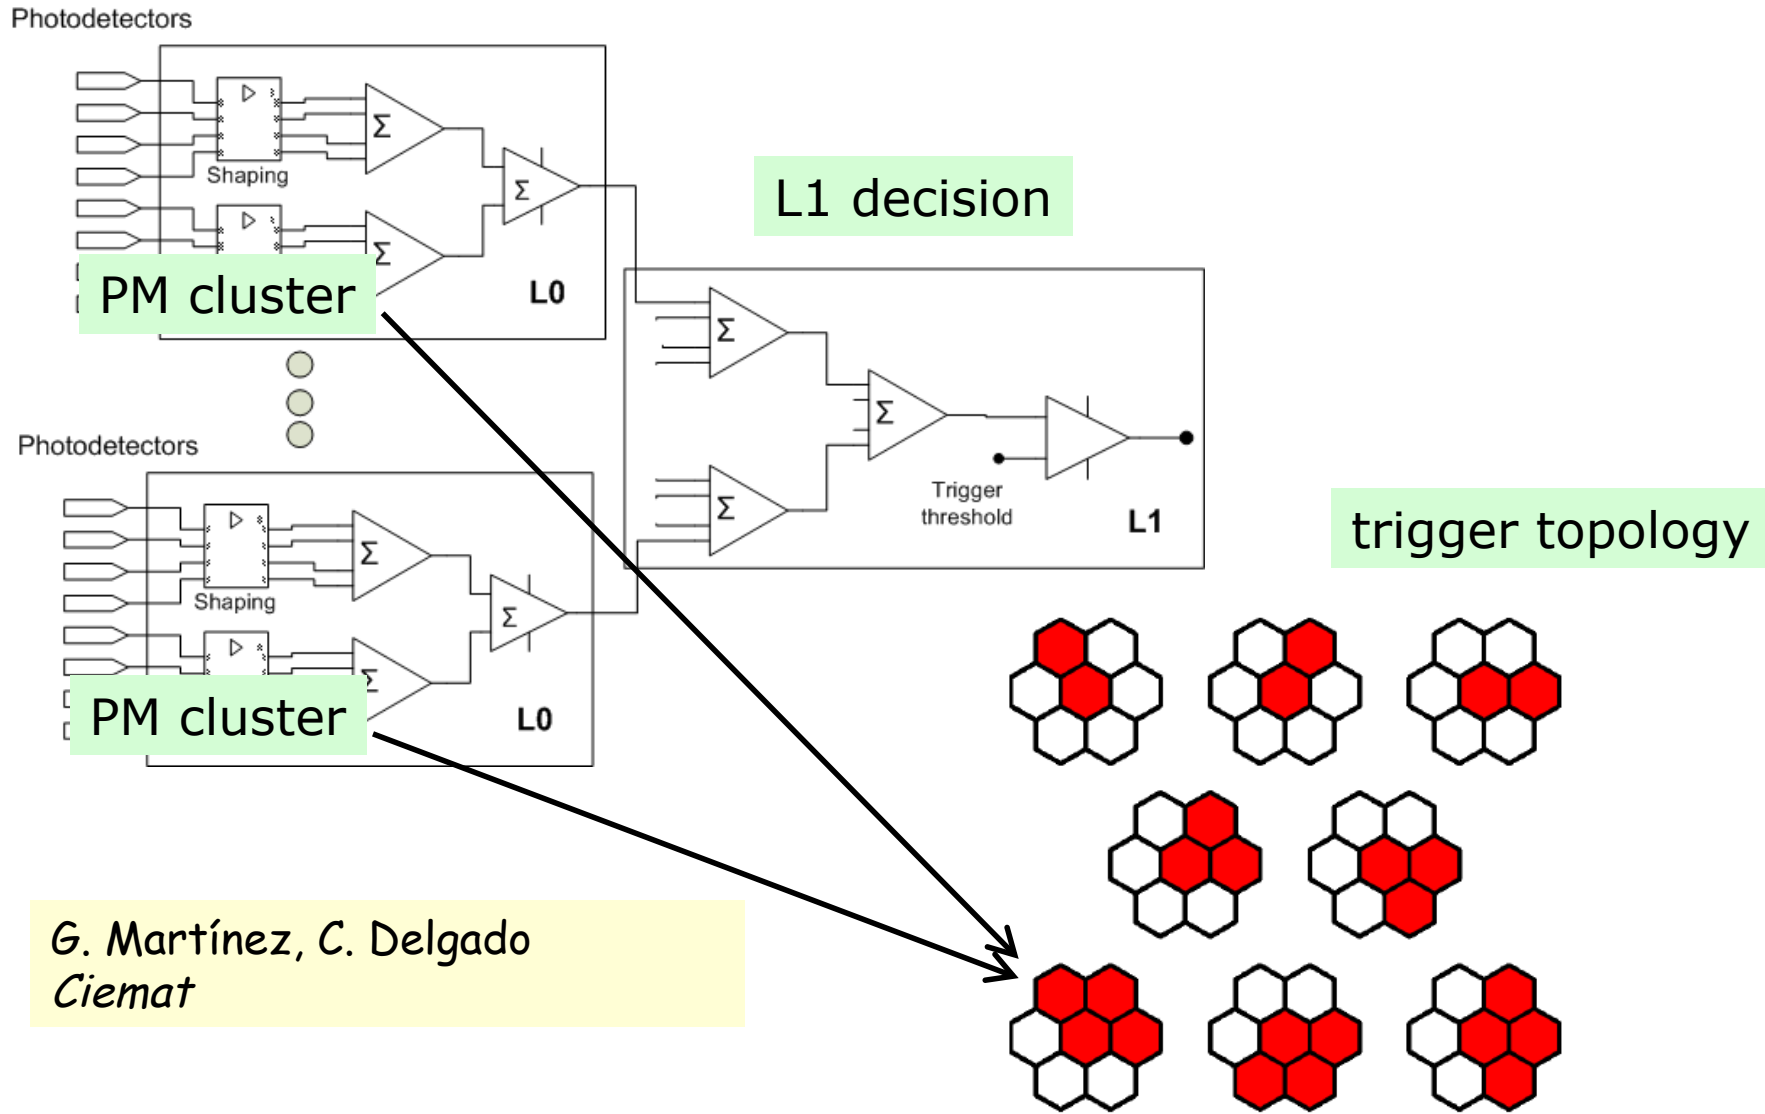 Photodetectors
Σ
Shaping
Σ
L1 decision
Σ
PM cluster
L0
Σ
Σ
Photodetectors
Σ
Trigger
threshold
L1
trigger topology
Σ
Shaping
Σ
Σ
PM cluster
L0
G. Martínez, C. Delgado
Ciemat